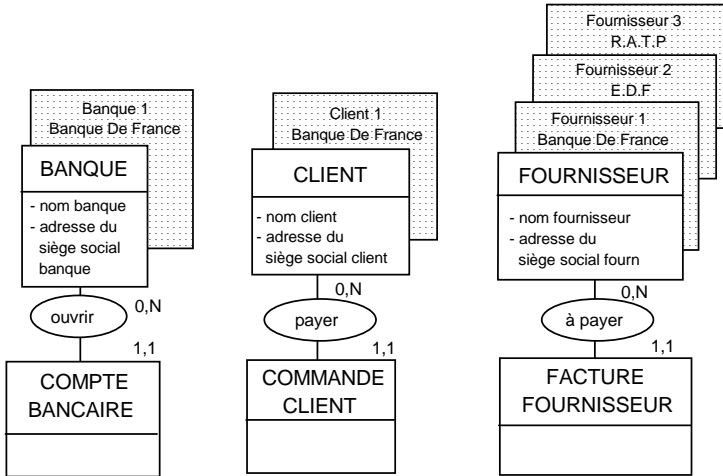 Banque 1
Banque De France
BANQUE
- nom banque
- adresse du
siège social
banque
0,N
ouvrir
1,1
COMPTE
BANCAIRE
Client 1
Banque De France
CLIENT
- nom client
- adresse du
siège social client
0,N
payer
1,1
COMMANDE
CLIENT
Fournisseur 3
R.A.T.P
Fournisseur 2
E.D.F
Fournisseur 1
Banque De France
FOURNISSEUR
- nom fournisseur
- adresse du
siège social fourn
0,N
à payer
1,1
FACTURE
FOURNISSEUR